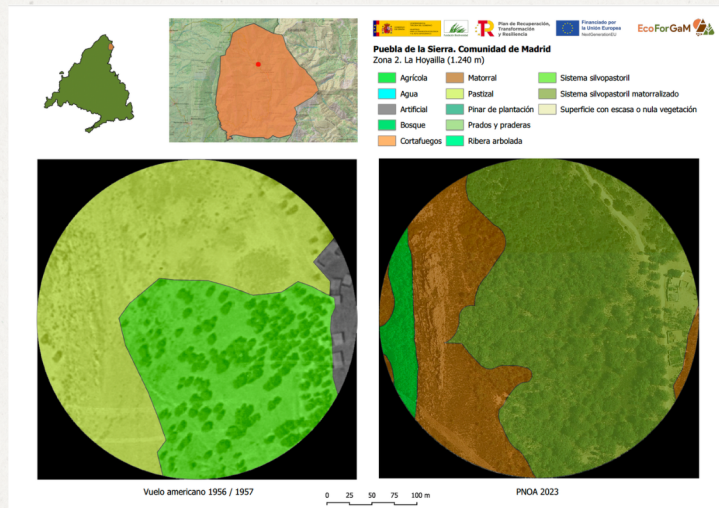 Plan de Recuperación,
Transformación
y Resiliencia
Financiado por
la Unión Europea
NextGenerationEU
EcoForGaM
Puebla de la Sierra. Comunidad de Madrid
Zona 2. La Hoyailla (1.240 m)
Agrícola
Matorral
Sistema silvopastoril
Agua
Pastizal
Sistema silvopastoril matorralizado
Artificial
Pinar de plantación
Superficie con escasa o nula vegetación
Bosque
Prados y praderas
Cortafuegos
Ribera arbolada
Vuelo americano 1956 / 1957
PNOA 2023
0 25 50 75 100 m